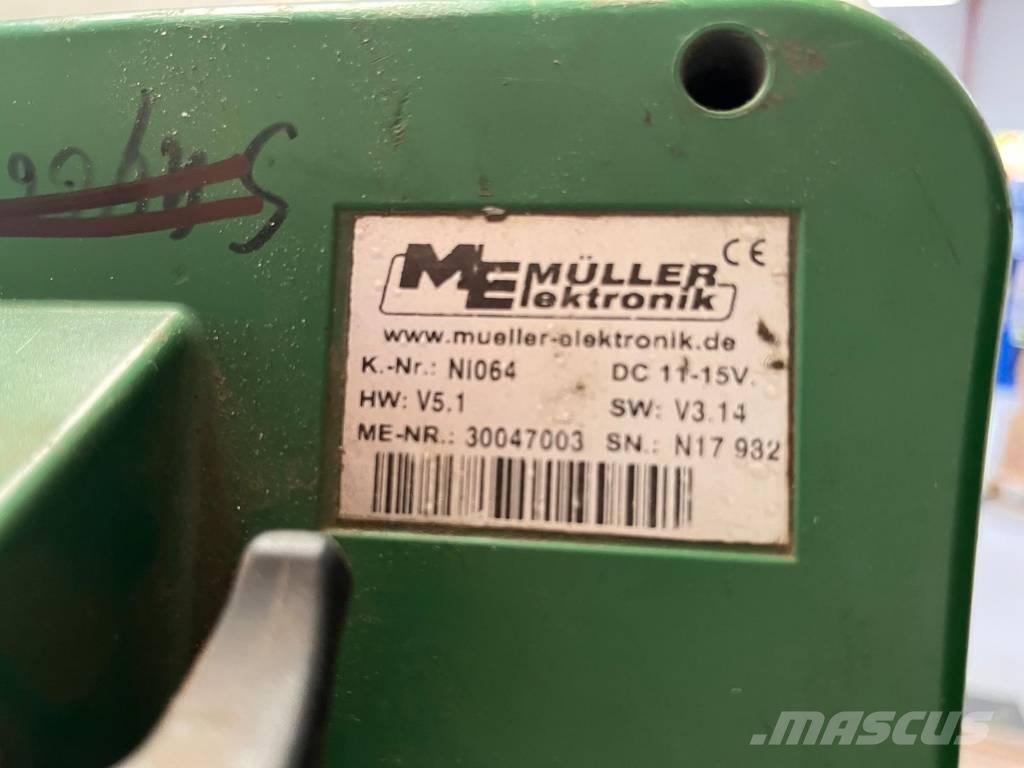 ME MÜLLER Elektronik CE
www.mueller-elektronik.de
K.-Nr.: NI064 DC 11-15V.
HW: V5.1 SW: V3.14
ME-NR.: 30047003 SN.: N17 932
MASCUS